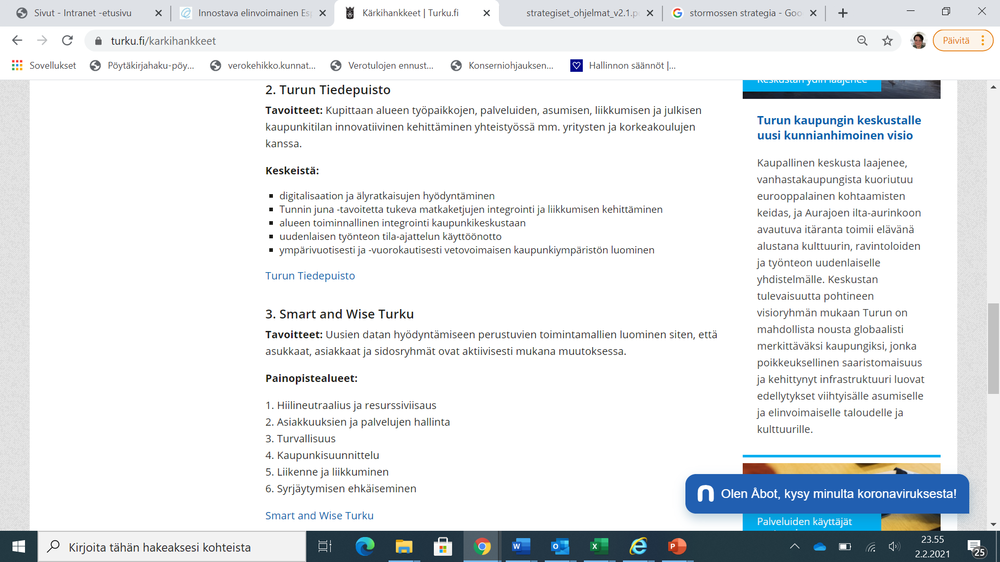 Sivut - Intranet -etusivu
Innostava elinvoimainen Es
Kärkihankkeet | Turku.fi
strategiset_ohjelmat_v2.1.p
stormossen strategia - Goo
turku.fi/karkihankkeet
Päivitä
Sovellukset
Pöytäkirjahaku-pöy...
verokehikko.kunnat...
Verotulojen ennust...
Konserniohjauksen...
Hallinnon säännöt |...
2. Turun Tiedepuisto
Tavoitteet: Kupittaan alueen työpaikkojen, palveluiden, asumisen, liikkumisen ja julkisen
kaupunkitilan innovatiivinen kehittäminen yhteistyössä mm. yritysten ja korkeakoulujen
kanssa.
Keskeistä:
digitalisaation ja älyratkaisujen hyödyntäminen
Tunnin juna -tavoitetta tukeva matkaketjujen integrointi ja liikkumisen kehittäminen
alueen toiminnallinen integrointi kaupunkikeskustaan
uudenlaisen työnteon tila-ajattelun käyttöönotto
ympärivuotisesti ja -vuorokautisesti vetovoimaisen kaupunkiympäristön luominen
Turun Tiedepuisto
3. Smart and Wise Turku
Tavoitteet: Uusien datan hyödyntämiseen perustuvien toimintamallien luominen siten, että
asukkaat, asiakkaat ja sidosryhmät ovat aktiivisesti mukana muutoksessa.
Painopistealueet:
1. Hiilineutraalius ja resurssiviisaus
2. Asiakkuuksien ja palvelujen hallinta
3. Turvallisuus
4. Kaupunkisuunnittelu
5. Liikenne ja liikkuminen
6. Syrjäytymisen ehkäiseminen
Smart and Wise Turku
Keskustan ydin laajenee
Turun kaupungin keskustalle
uusi kunnianhimoinen visio
Kaupallinen keskusta laajenee,
vanhastakaupungista kuoriutuu
eurooppalainen kohtaamisten
keidas, ja Aurajoen ilta-aurinkoon
avautuva itäranta toimii elävänä
alustana kulttuurin, ravintoloiden
ja työnteon uudenlaiselle
yhdistelmälle. Keskustan
tulevaisuutta pohtineen
visioryhmän mukaan Turun on
mahdollista nousta globaalisti
merkittäväksi kaupungiksi, jonka
poikkeuksellinen saaristomaisuus
ja kehittynyt infrastruktuuri luovat
edellytykset viihtyisälle asumiselle
ja elinvoimaiselle taloudelle ja
kulttuurille.
Olen Åbot, kysy minulta koronaviruksesta!
Palveluiden käyttäjät
Kirjoita tähän hakeaksesi kohteista
23.55
2.2.2021
25